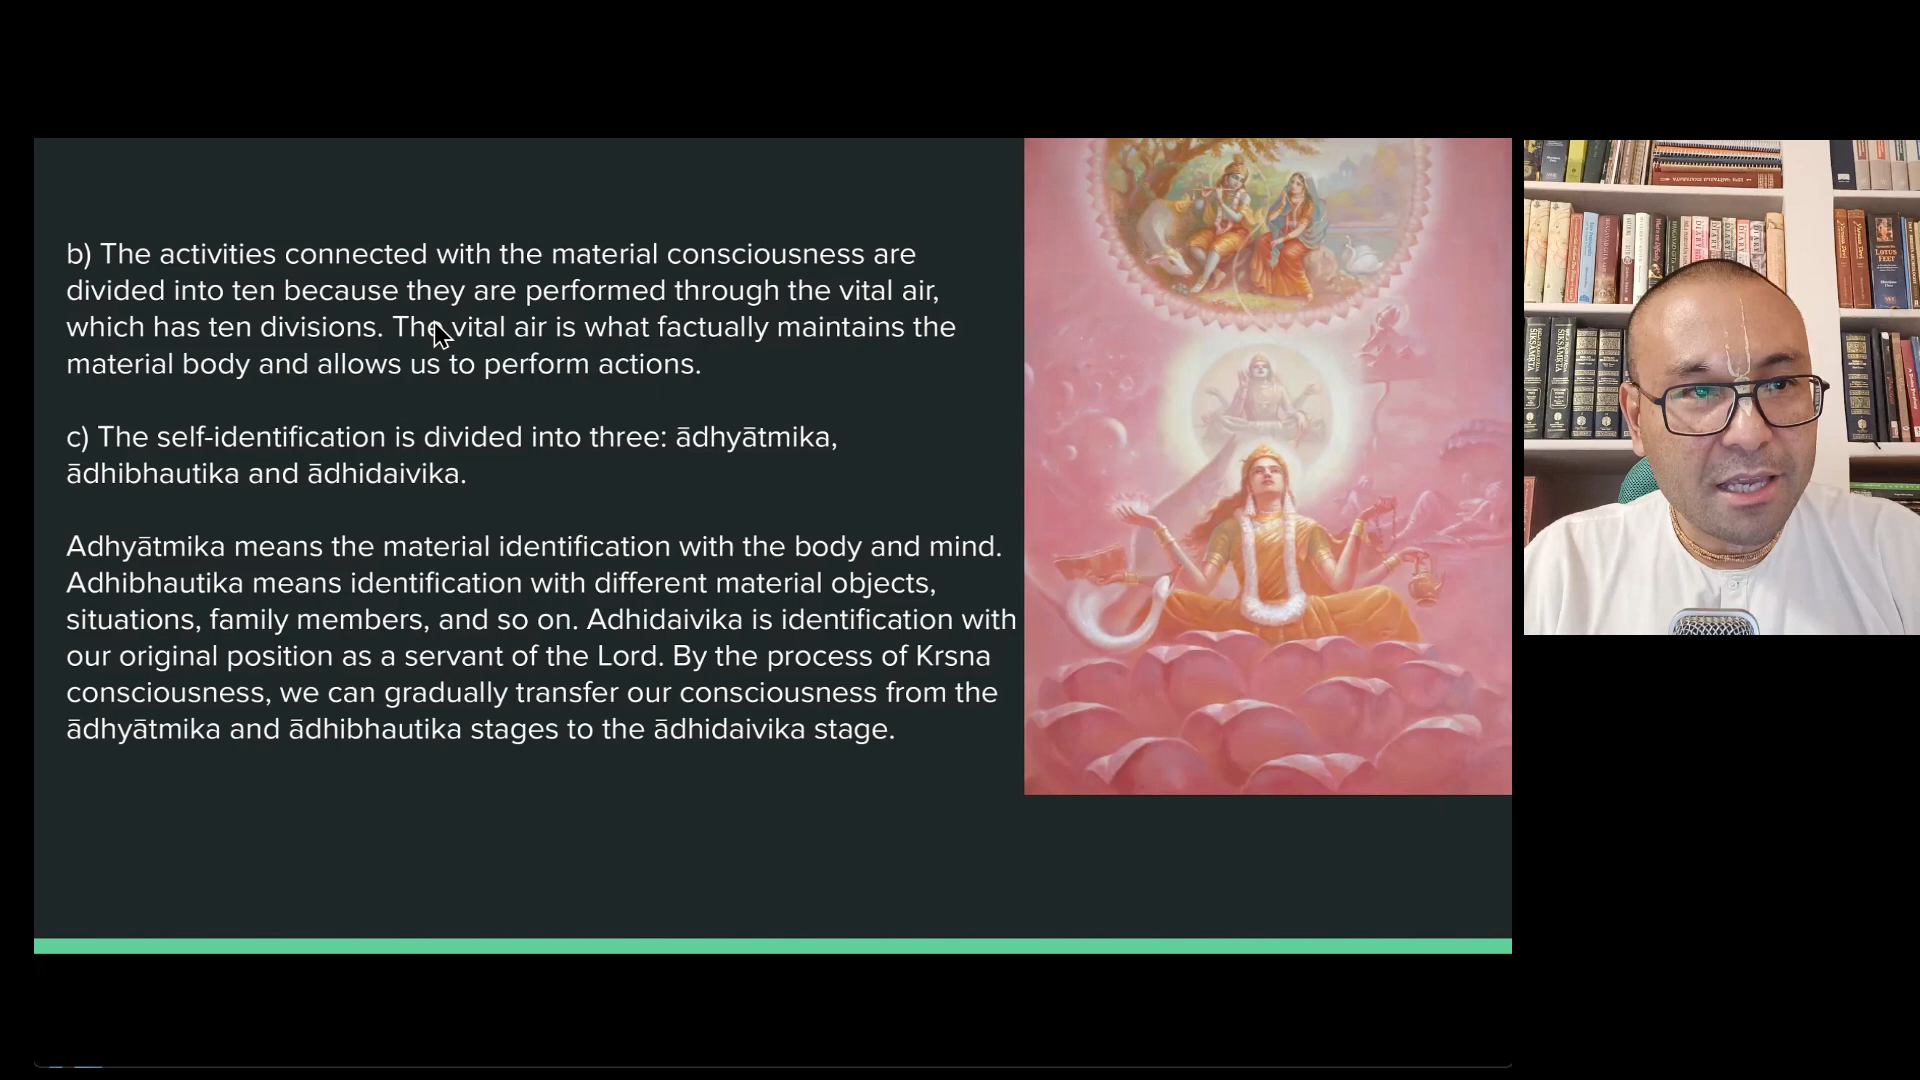 b) The activities connected with the material consciousness are
divided into ten because they are performed through the vital air,
which has ten divisions. The vital air is what factually maintains the
material body and allows us to perform actions.
c) The self-identification is divided into three: ādhyātmika,
ādhibhautika and ādhidaivika.
Adhyātmika means the material identification with the body and mind.
Adhibhautika means identification with different material objects,
situations, family members, and so on. Adhidaivika is identification with
our original position as a servant of the Lord. By the process of Krsna
consciousness, we can gradually transfer our consciousness from the
ādhyātmika and ādhibhautika stages to the ādhidaivika stage.
LOTUS
FEET